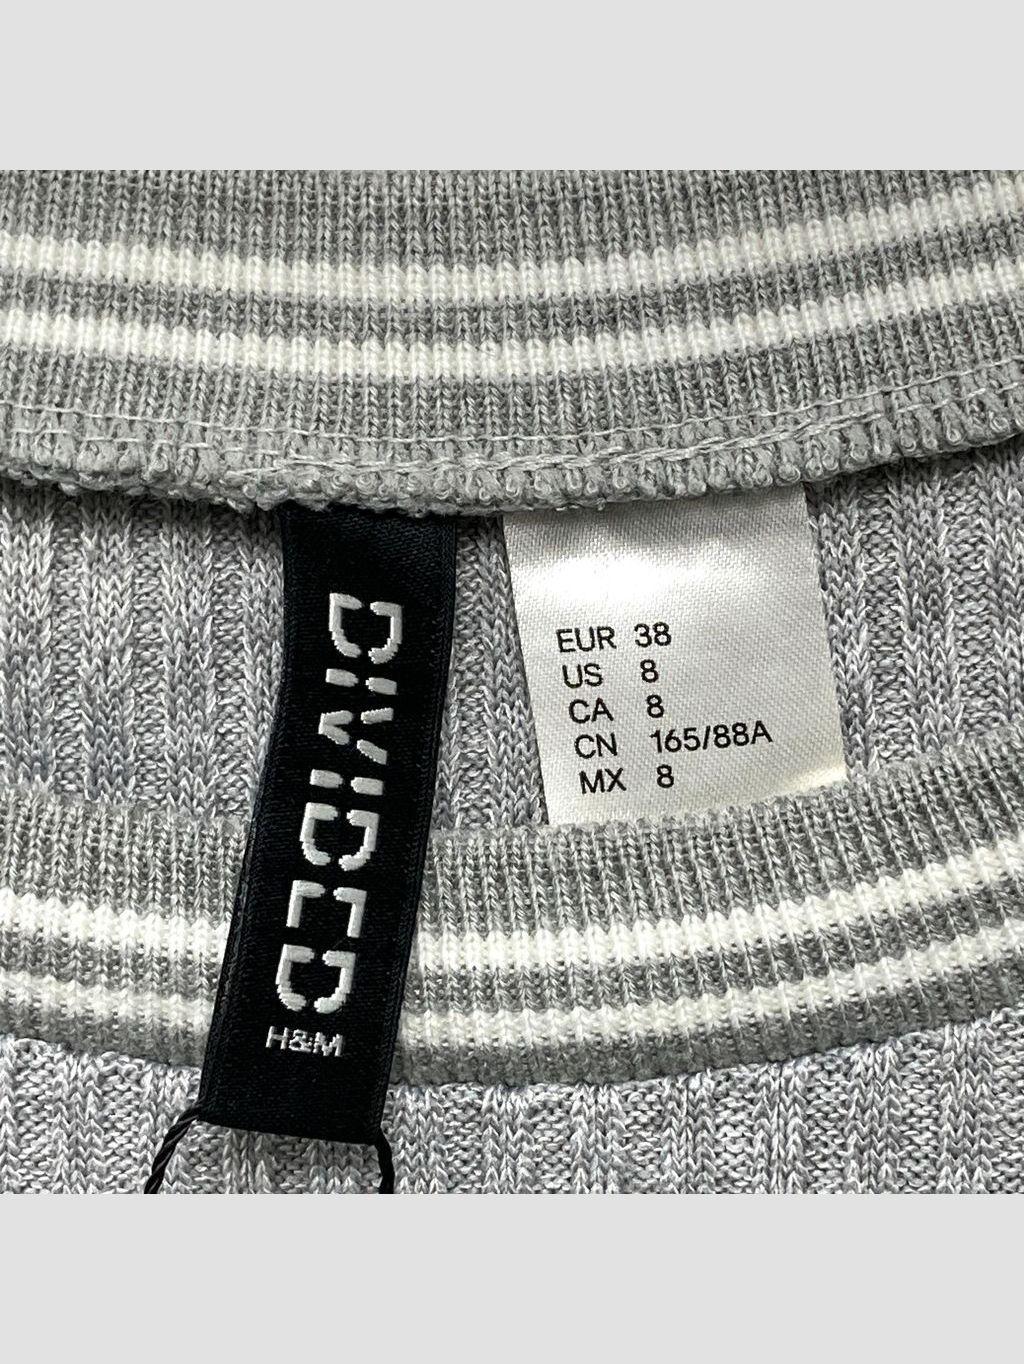 DIVIDED
H&M
EUR 38
US 8
CA 8
CN 165/88A
MX 8